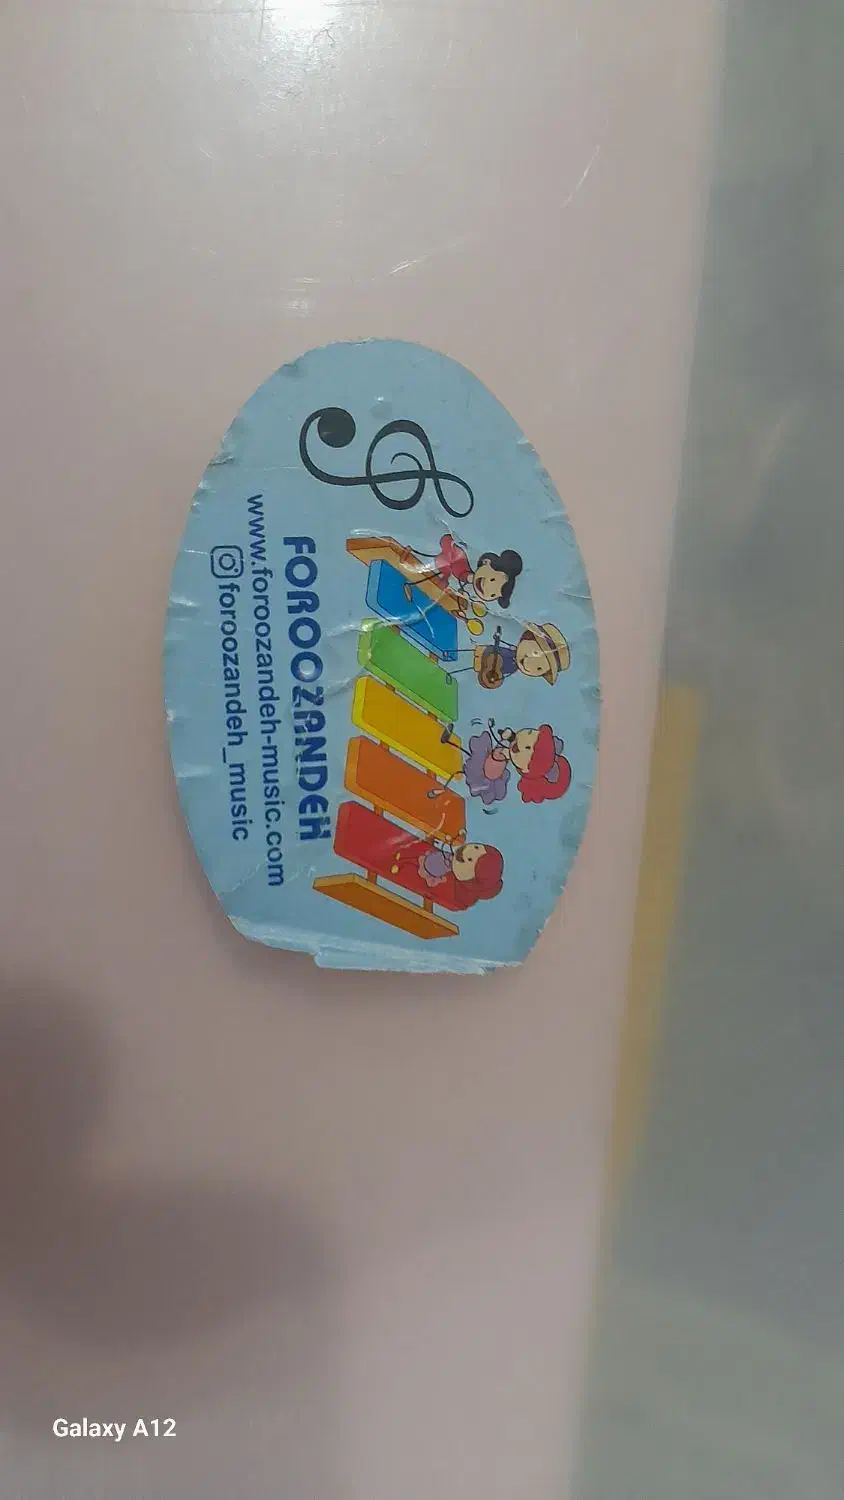 FOROOZANDEH
www.foroozandeh-music.com
foroozandeh_music
Galaxy A12